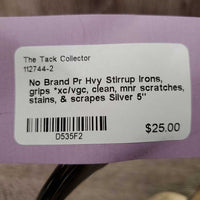 The Tack Collector
112744-2
No Brand Pr Hvy Stirrup Irons,
grips *xc/vgc, clean, mnr scratches,
stains, & scrapes Silver 5"
$25.00
D535F2